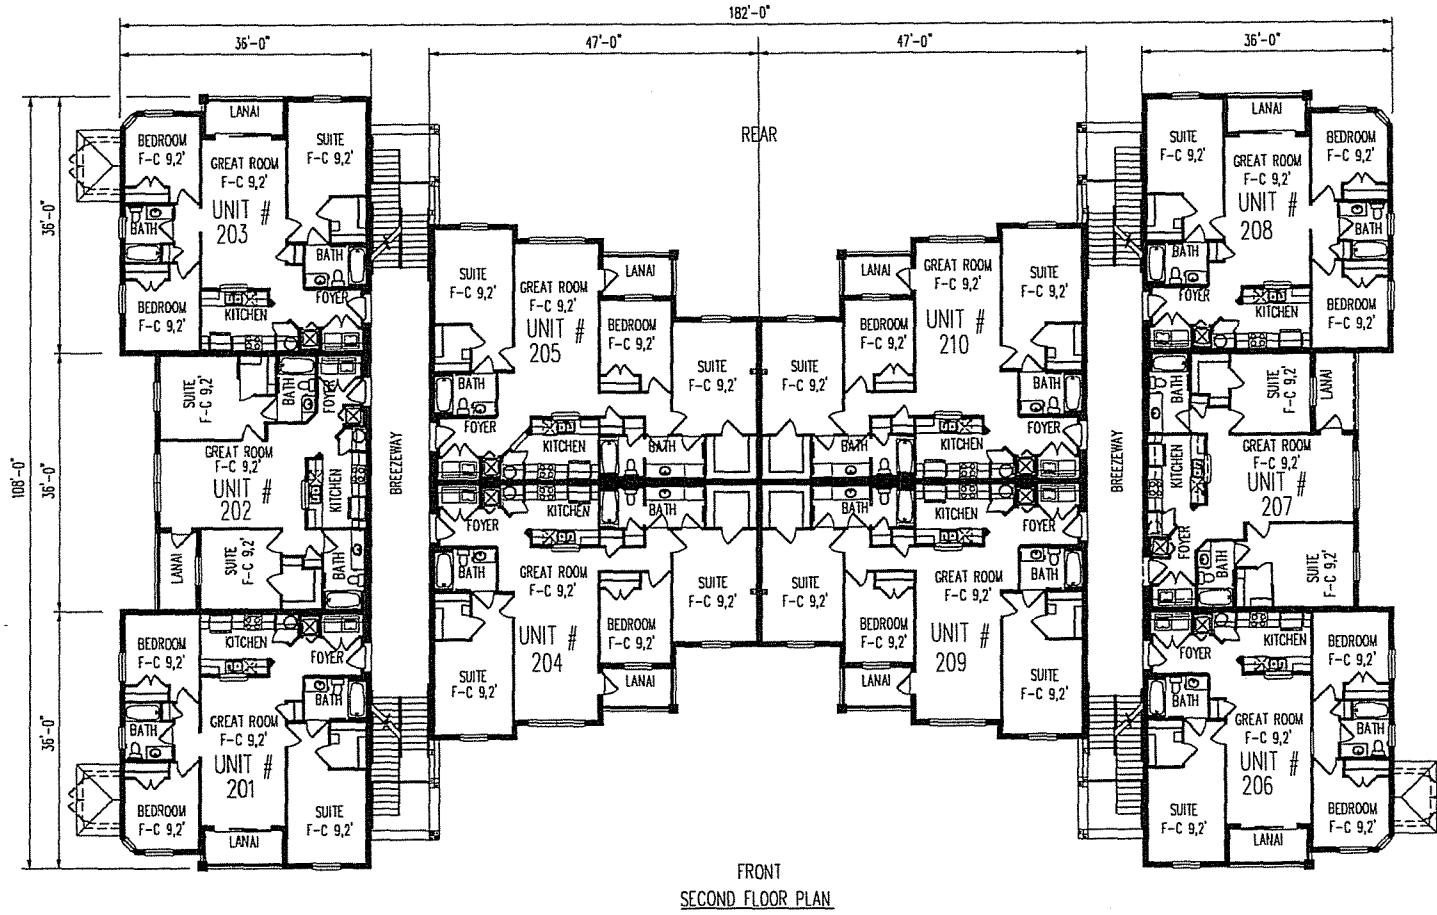 182'-0"
36'-0"
47'-0"
47'-0"
36'-0"
108'-0"
36'-0"
36'-0"
36'-0"
REAR
LANAI
BEDROOM
F-C 9,2'
SUITE
F-C 9,2'
GREAT ROOM
F-C 9,2'
UNIT #
203
BATH
BATH
BEDROOM
F-C 9,2'
FOYER
KITCHEN
SUITE
F-C 9,2'
BATH
FOYER
GREAT ROOM
F-C 9,2'
UNIT #
202
KITCHEN
LANAI
SUITE
F-C 9,2'
BATH
KITCHEN
BEDROOM
F-C 9,2'
FOYER
BATH
GREAT ROOM
F-C 9,2'
UNIT #
201
BATH
BEDROOM
F-C 9,2'
SUITE
F-C 9,2'
LANAI
BREEZEWAY
SUITE
F-C 9,2'
GREAT ROOM
F-C 9,2'
UNIT #
205
LANAI
BEDROOM
F-C 9,2'
SUITE
F-C 9,2'
BATH
FOYER
KITCHEN
BATH
KITCHEN
BATH
FOYER
BATH
GREAT ROOM
F-C 9,2'
UNIT #
204
BEDROOM
F-C 9,2'
SUITE
F-C 9,2'
SUITE
F-C 9,2'
LANAI
LANAI
GREAT ROOM
F-C 9,2'
UNIT #
210
SUITE
F-C 9,2'
BEDROOM
F-C 9,2'
SUITE
F-C 9,2'
BATH
BATH
KITCHEN
FOYER
BATH
KITCHEN
FOYER
BATH
GREAT ROOM
F-C 9,2'
UNIT #
209
SUITE
F-C 9,2'
BEDROOM
F-C 9,2'
SUITE
F-C 9,2'
LANAI
BREEZEWAY
LANAI
SUITE
F-C 9,2'
GREAT ROOM
F-C 9,2'
UNIT #
208
BEDROOM
F-C 9,2'
BATH
BATH
FOYER
KITCHEN
BEDROOM
F-C 9,2'
BATH
SUITE
F-C 9,2'
LANAI
GREAT ROOM
F-C 9,2'
UNIT #
207
KITCHEN
FOYER
BATH
SUITE
F-C 9,2'
KITCHEN
FOYER
BEDROOM
F-C 9,2'
BATH
GREAT ROOM
F-C 9,2'
UNIT #
206
BATH
SUITE
F-C 9,2'
BEDROOM
F-C 9,2'
LANAI
FRONT
SECOND FLOOR PLAN